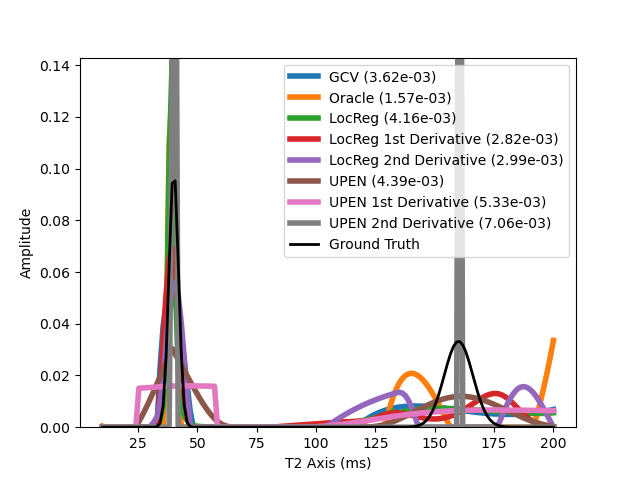 0.14
0.12
0.10
0.08
0.06
0.04
0.02
0.00
Amplitude
GCV (3.62e-03)
Oracle (1.57e-03)
LocReg (4.16e-03)
LocReg 1st Derivative (2.82e-03)
LocReg 2nd Derivative (2.99e-03)
UPEN (4.39e-03)
UPEN 1st Derivative (5.33e-03)
UPEN 2nd Derivative (7.06e-03)
Ground Truth
25 50 75 100 125 150 175 200
T2 Axis (ms)